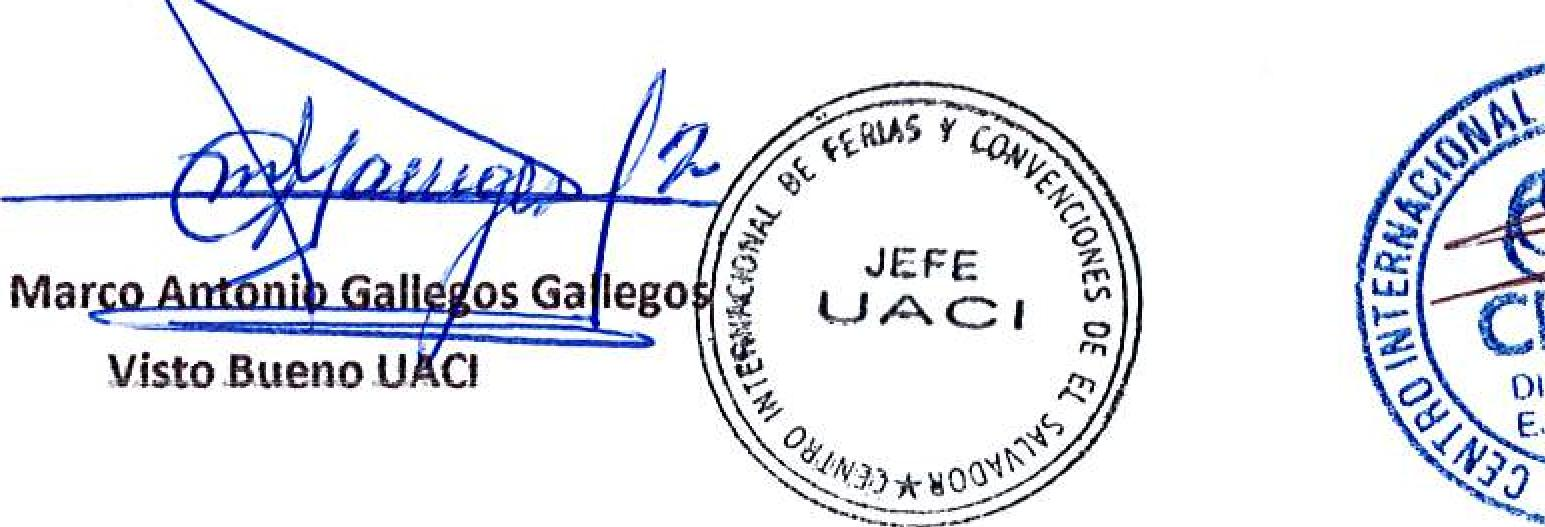 Marco Antonio Gallegos Gallegos
Visto Bueno UACI
CENTRO INTERNACIONAL DE FERIAS Y CONVENCIONES DE EL SALVADOR ★
JEFE
UACI
CENTRO INTERNACIONAL